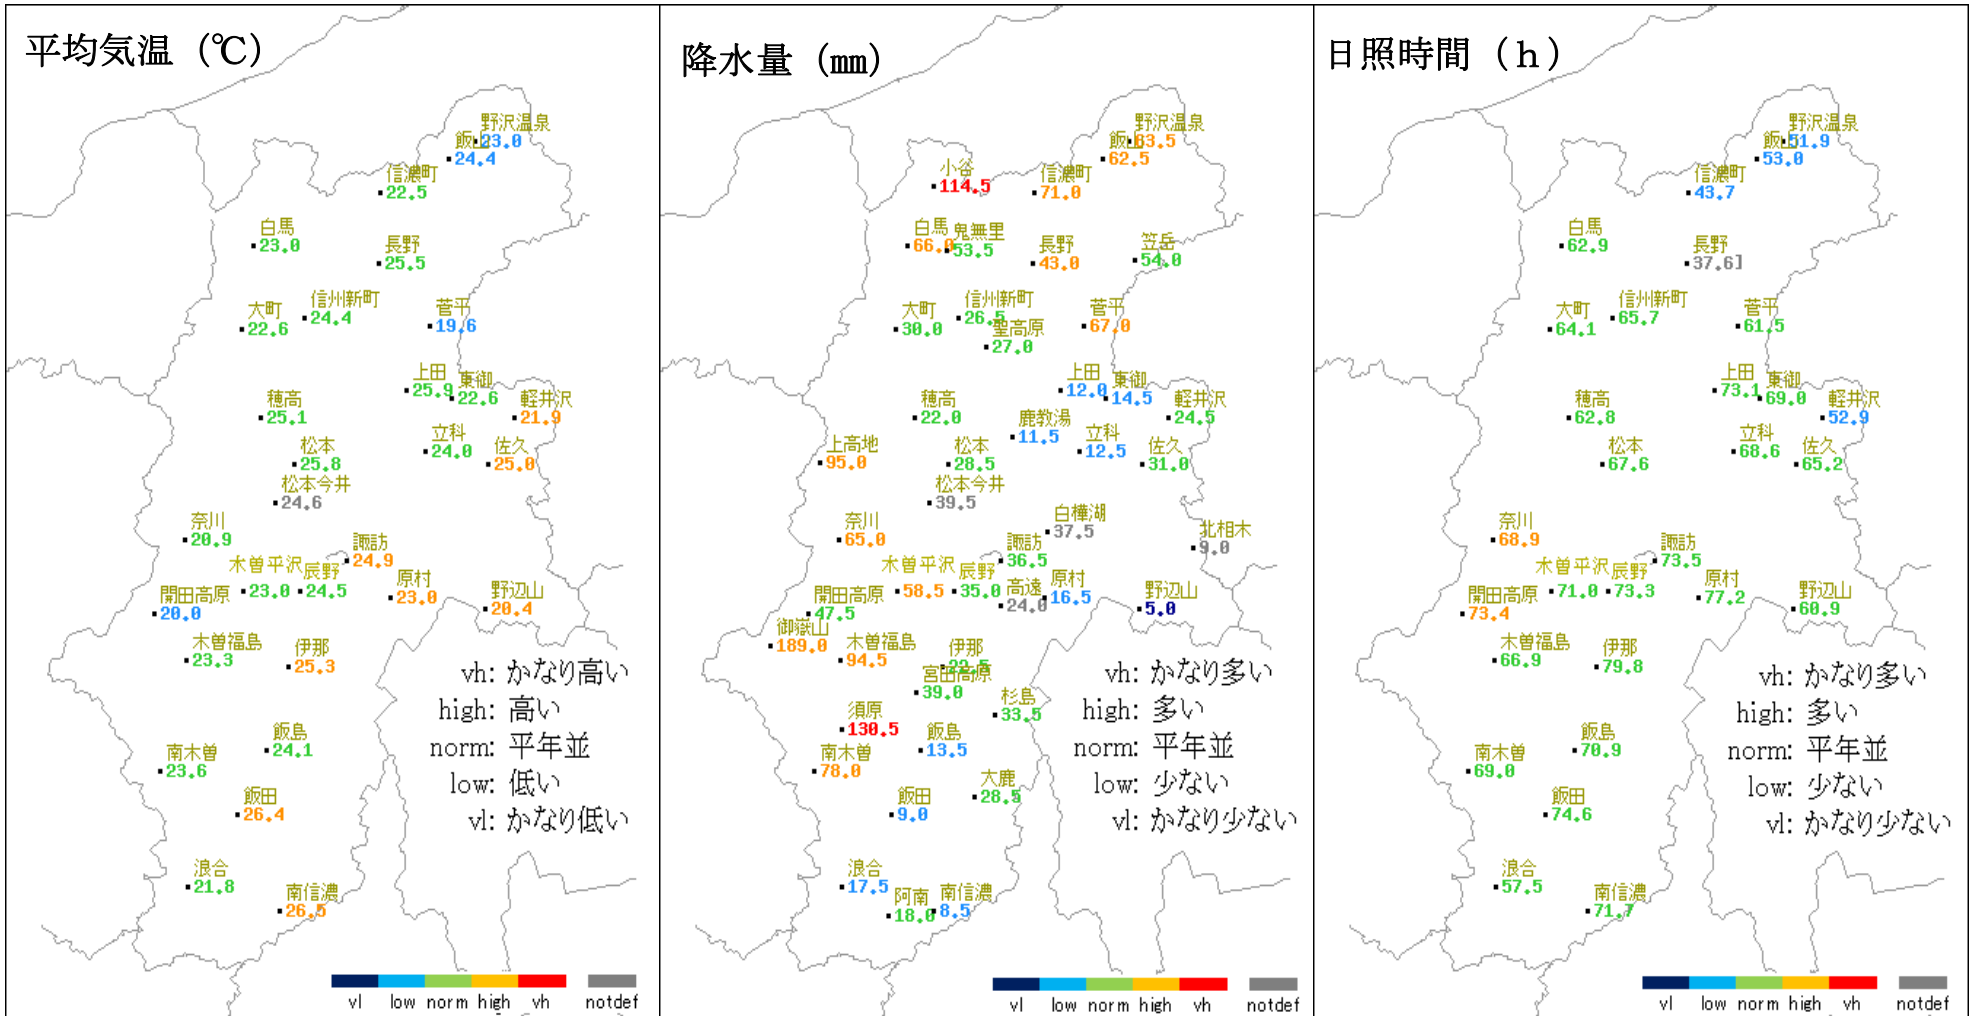 平均気温（℃）
野沢温泉
23.0
飯山
24.4
信濃町
22.5
白馬
23.0
長野
25.5
信州新町
24.4
大町
22.6
菅平
19.6
上田
25.9
東御
22.6
軽井沢
21.9
穂高
25.1
立科
24.0
佐久
25.0
松本
25.8
松本今井
24.6
奈川
20.9
諏訪
24.9
木曽平沢
23.0
辰野
24.5
原村
23.0
野辺山
20.4
開田高原
20.0
木曽福島
23.3
伊那
25.3
飯島
24.1
南木曽
23.6
飯田
26.4
浪合
21.8
南信濃
26.5
vh: かなり高い
high: 高い
norm: 平年並
low: 低い
vl: かなり低い
vl low norm high vh notdef
降水量（mm）
野沢温泉
63.5
飯山
62.5
小谷
114.5
信濃町
71.0
白馬
66.0
鬼無里
53.5
長野
43.0
笠岳
54.0
信州新町
26.5
大町
30.0
菅平
67.0
聖高原
27.0
上田
12.0
東御
14.5
軽井沢
24.5
穂高
22.0
鹿教湯
11.5
立科
12.5
佐久
31.0
上高地
95.0
松本
28.5
松本今井
39.5
白樺湖
37.5
北相木
9.0
奈川
65.0
諏訪
36.5
木曽平沢
58.5
辰野
35.0
高遠
24.0
原村
16.5
野辺山
5.0
開田高原
47.5
御嶽山
189.0
木曽福島
94.5
伊那
22.5
宮田高原
39.0
杉島
33.5
須原
130.5
飯島
13.5
南木曽
78.0
大鹿
28.5
飯田
9.0
浪合
17.5
阿南
18.0
南信濃
8.5
vh: かなり多い
high: 多い
norm: 平年並
low: 少ない
vl: かなり少ない
vl low norm high vh notdef
日照時間（ｈ）
野沢温泉
51.9
飯山
53.0
信濃町
43.7
白馬
62.9
長野
37.6]
信州新町
65.7
大町
64.1
菅平
61.5
上田
73.1
東御
69.0
軽井沢
52.9
穂高
62.8
立科
68.6
佐久
65.2
松本
67.6
奈川
68.9
諏訪
73.5
木曽平沢
71.0
辰野
73.3
原村
77.2
野辺山
60.9
開田高原
73.4
木曽福島
66.9
伊那
79.8
飯島
70.9
南木曽
69.0
飯田
74.6
浪合
57.5
南信濃
71.7
vh: かなり多い
high: 多い
norm: 平年並
low: 少ない
vl: かなり少ない
vl low norm high vh notdef